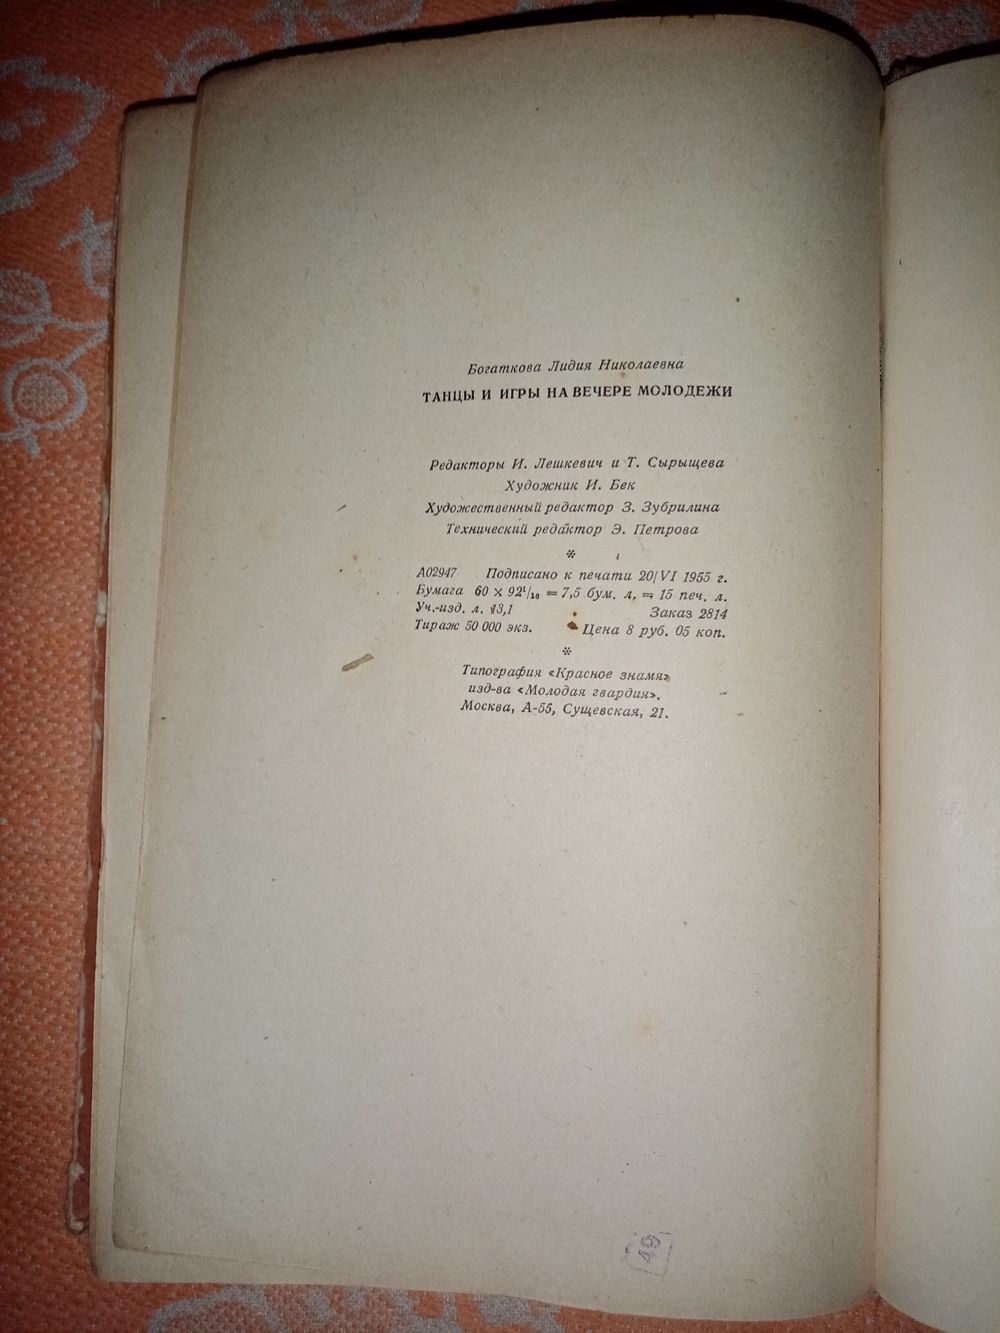 Богаткова Лидия Николаевна
ТАНЦЫ И ИГРЫ НА ВЕЧЕРЕ МОЛОДЕЖИ
Редакторы И. Лешкевич и Т. Сырыщева
Художник И. Бек
Художественный редактор З. Зубрилина
Технический редактор Э. Петрова
*
А02947 Подписано к печати 20/VI 1955 г.
Бумага 60 × 92¹/₁₆ = 7,5 бум. л. = 15 печ. л.
Уч.-изд. л. 13,1 Заказ 2814
Тираж 50 000 экз. Цена 8 руб. 05 коп.
*
Типография «Красное знамя»
изд-ва «Молодая гвардия».
Москва, А-55, Сущевская, 21.
49